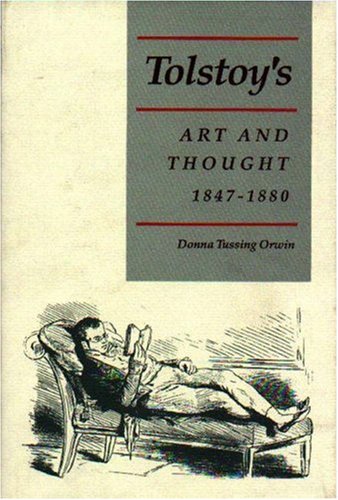 Tolstoy's
ART AND
THOUGHT
1847-1880
Donna Tussing Orwin